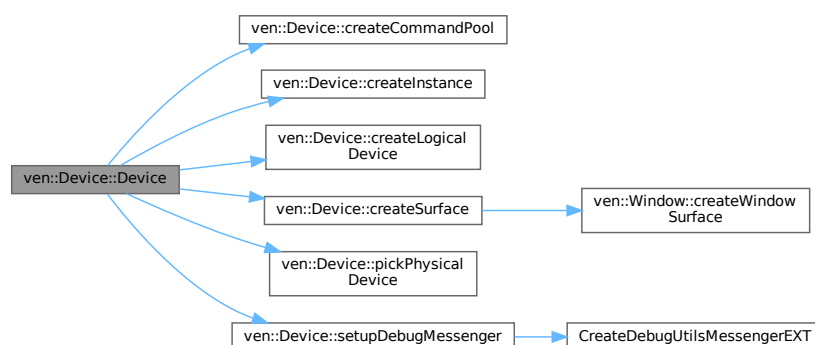 ven::Device::createCommandPool
ven::Device::createInstance
ven::Device::createLogical
Device
ven::Device::Device
ven::Device::createSurface
ven::Window::createWindow
Surface
ven::Device::pickPhysical
Device
ven::Device::setupDebugMessenger
CreateDebugUtilsMessengerEXT